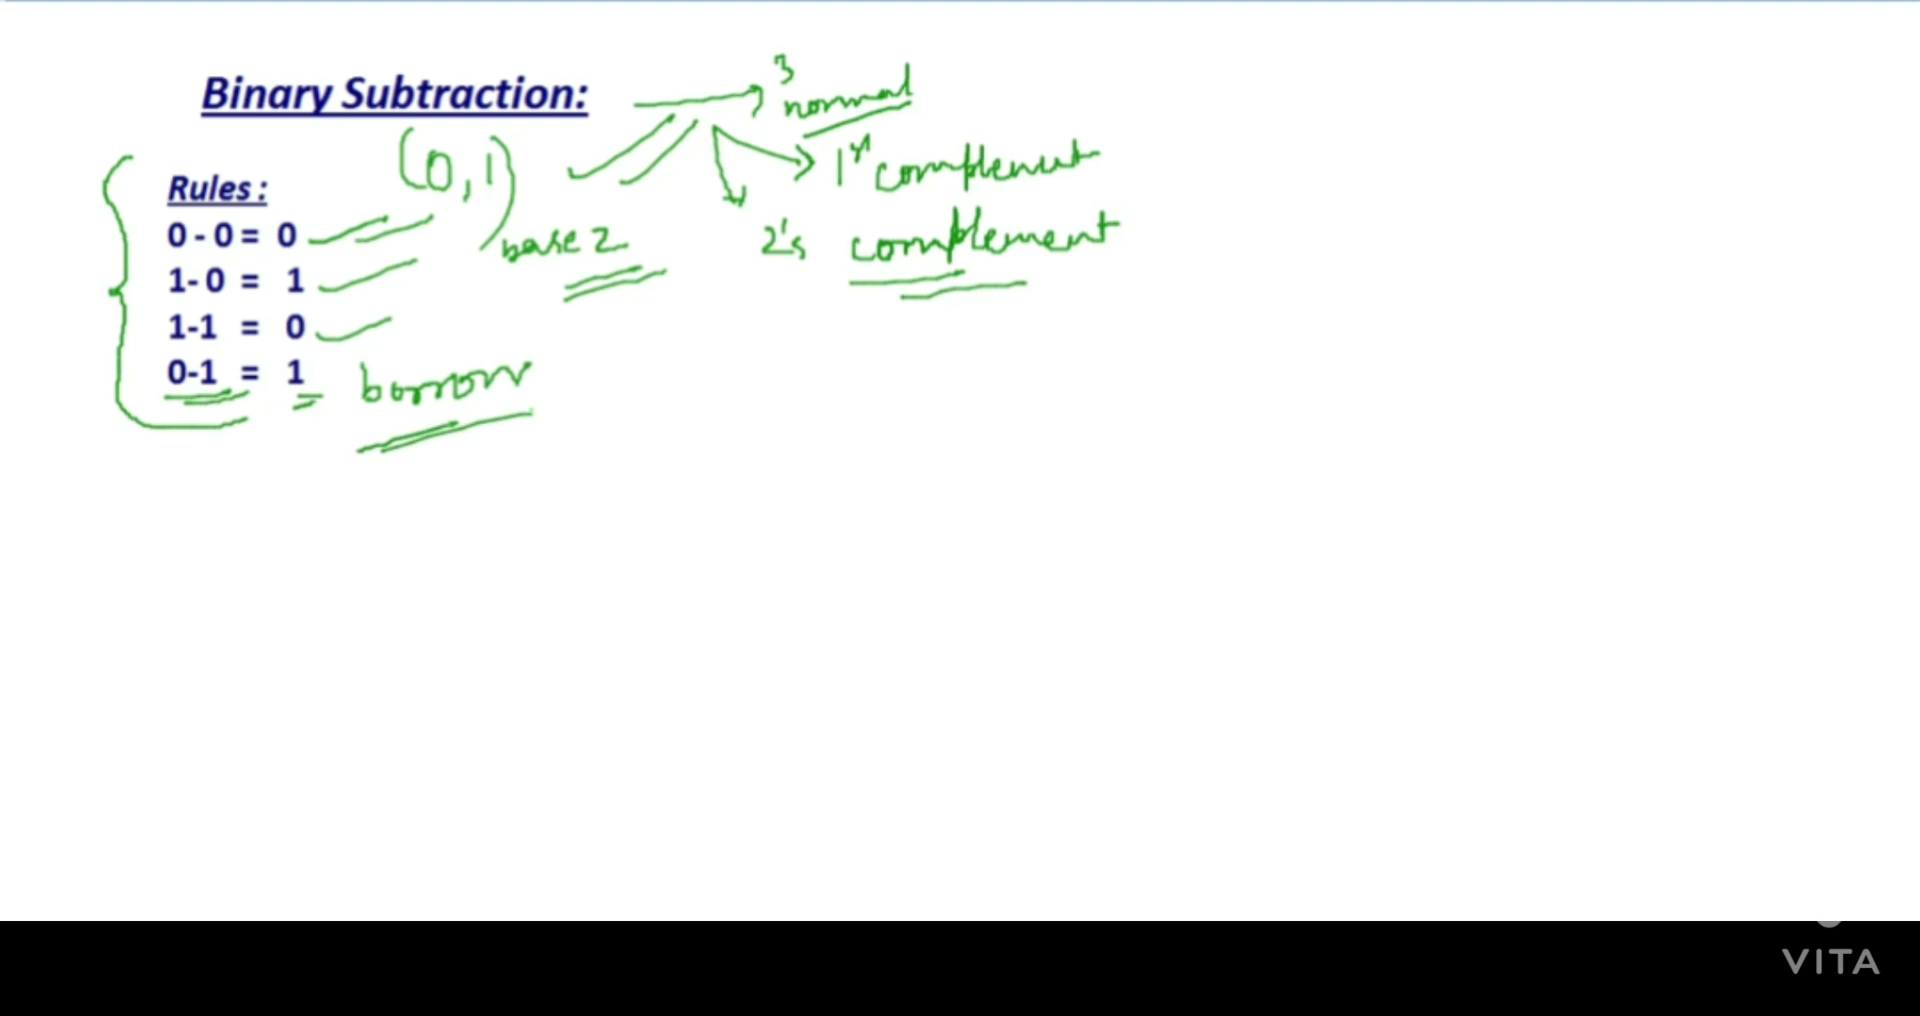 Binary Subtraction:
3
normal
(0,1)
1's complement
Rules :
0 - 0 = 0
base 2
2's complement
1- 0 = 1
1-1 = 0
0-1 = 1 borrow
VITA